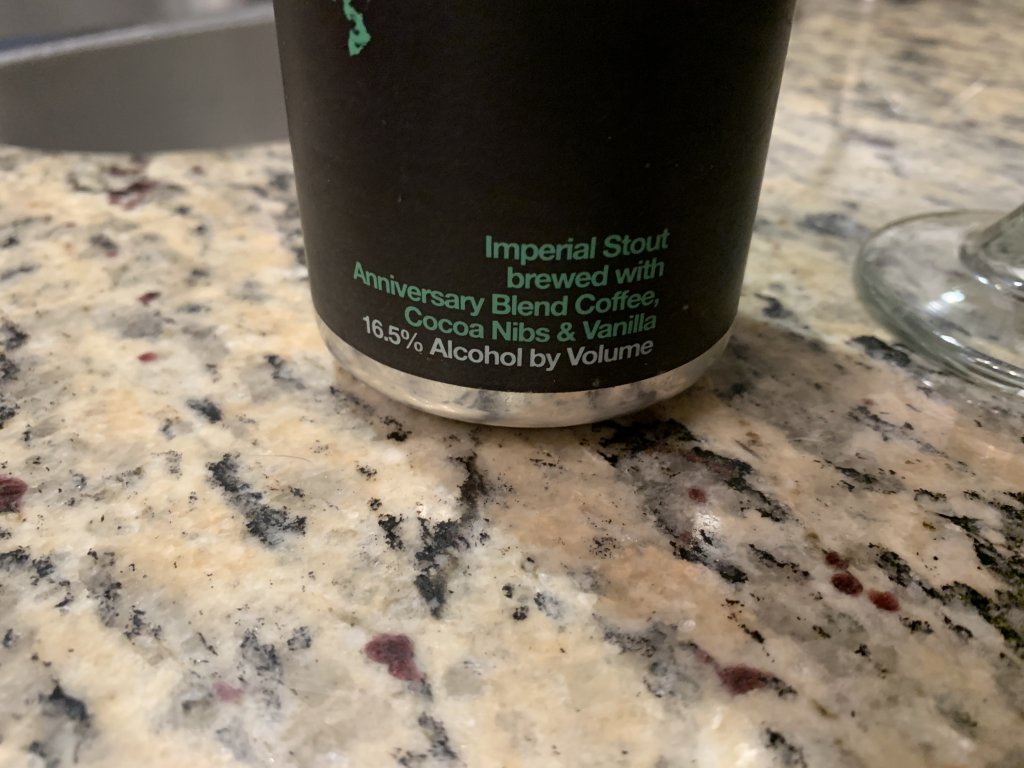 Imperial Stout
brewed with
Anniversary Blend Coffee,
Cocoa Nibs & Vanilla
16.5% Alcohol by Volume